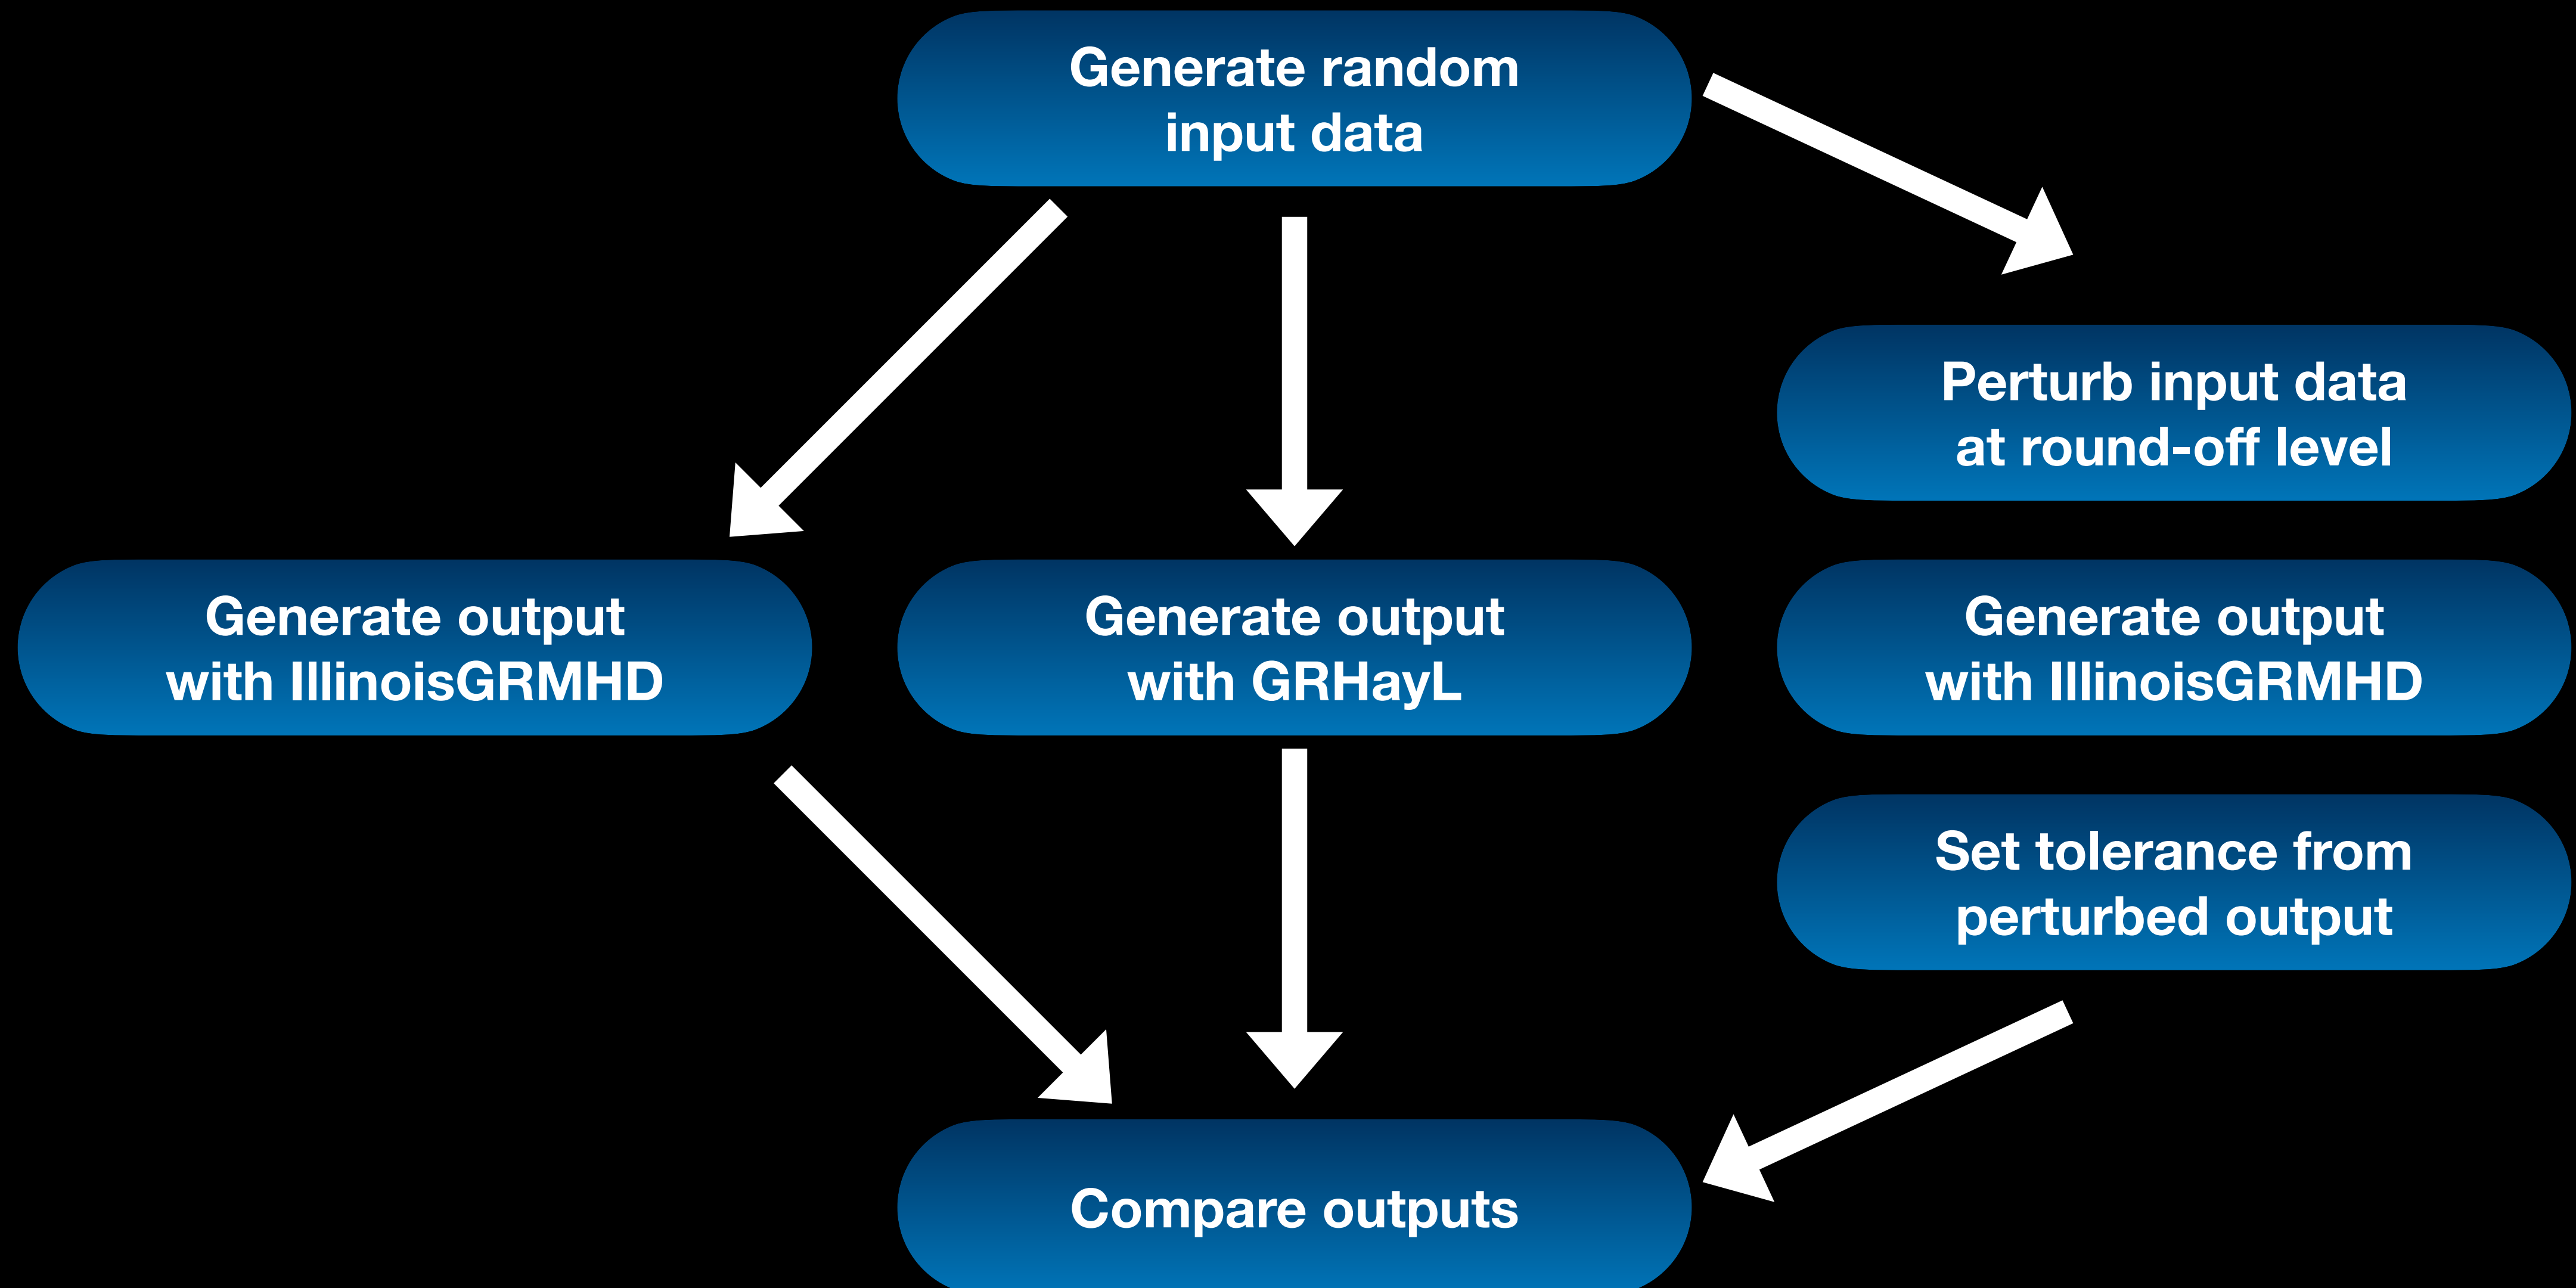 Generate random
input data
Perturb input data
at round-off level
Generate output
with IllinoisGRMHD
Generate output
with GRHayL
Generate output
with IllinoisGRMHD
Set tolerance from
perturbed output
Compare outputs